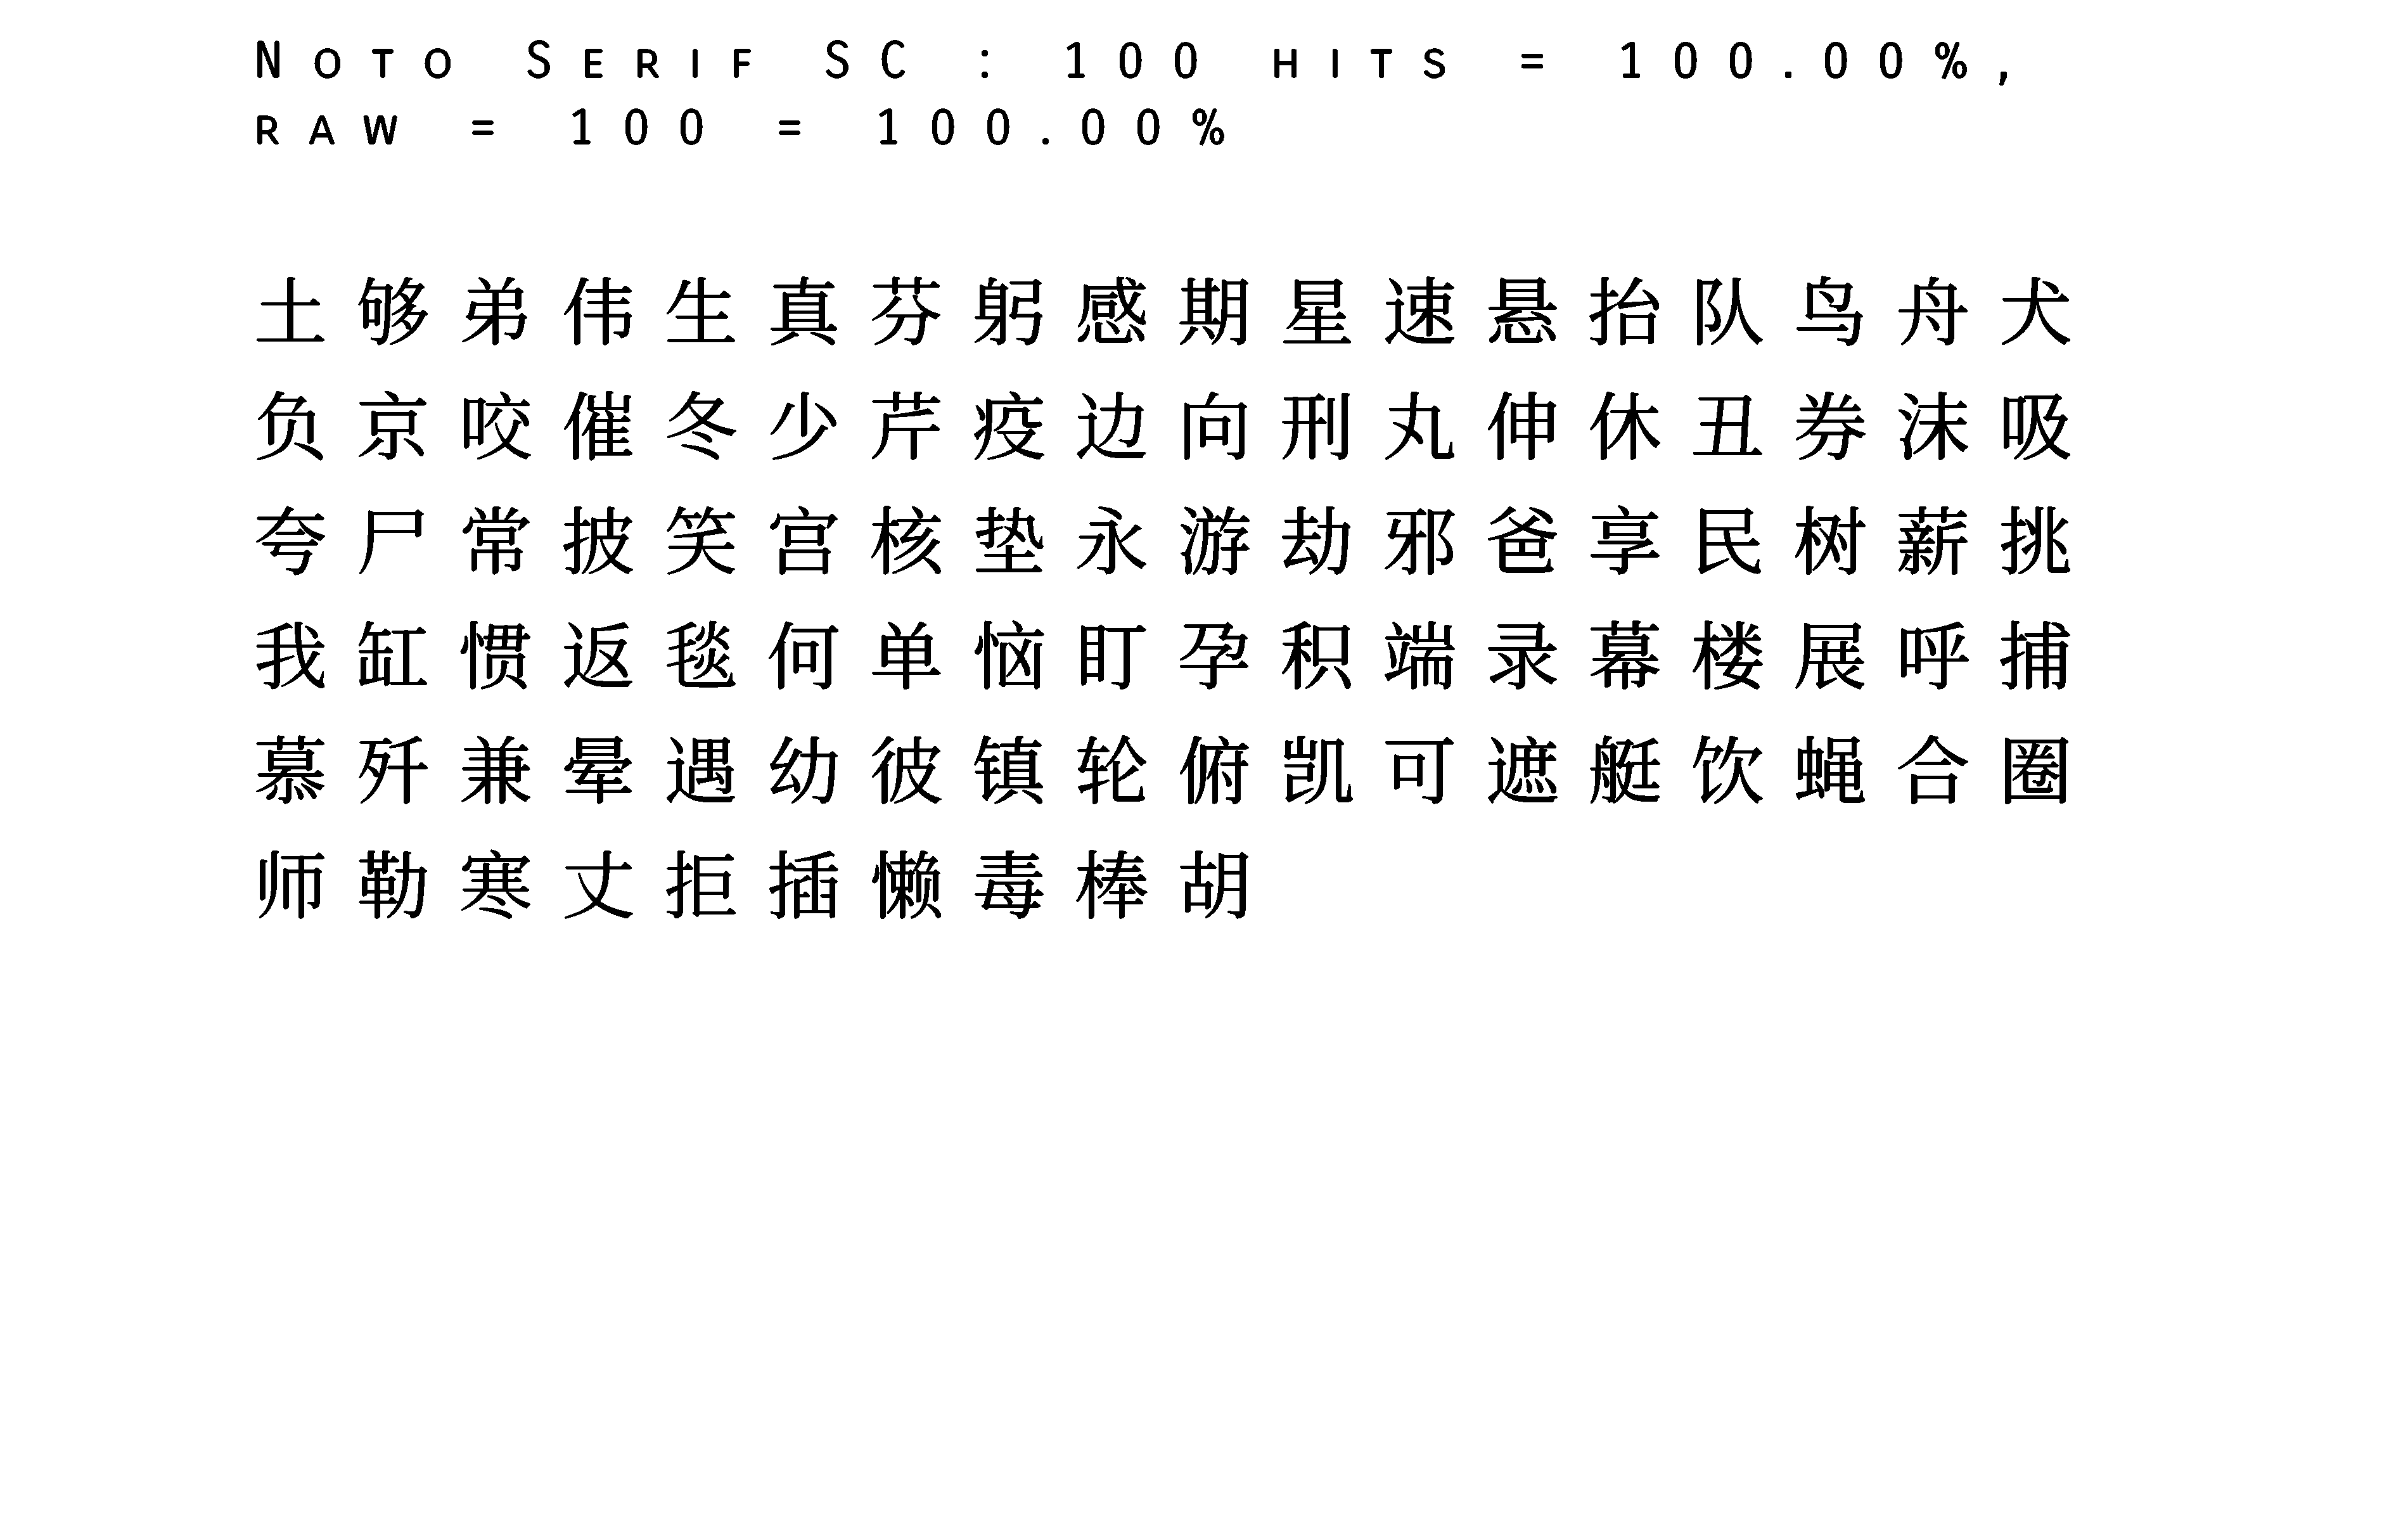 Noto Serif SC : 100 hits = 100.00%,
raw = 100 = 100.00%
土够弟伟生真芬躬感期星速悬抬队鸟舟犬
负京咬催冬少芹疫边向刑丸伸休丑券沫吸
夸尸常披笑宫核垫永游劫邪爸享民树薪挑
我缸惯返毯何单恼盯孕积端录幕楼展呼捕
慕歼兼晕遇幼彼镇轮俯凯可遮艇饮蝇合圈
师勒寒丈拒插懒毒棒胡